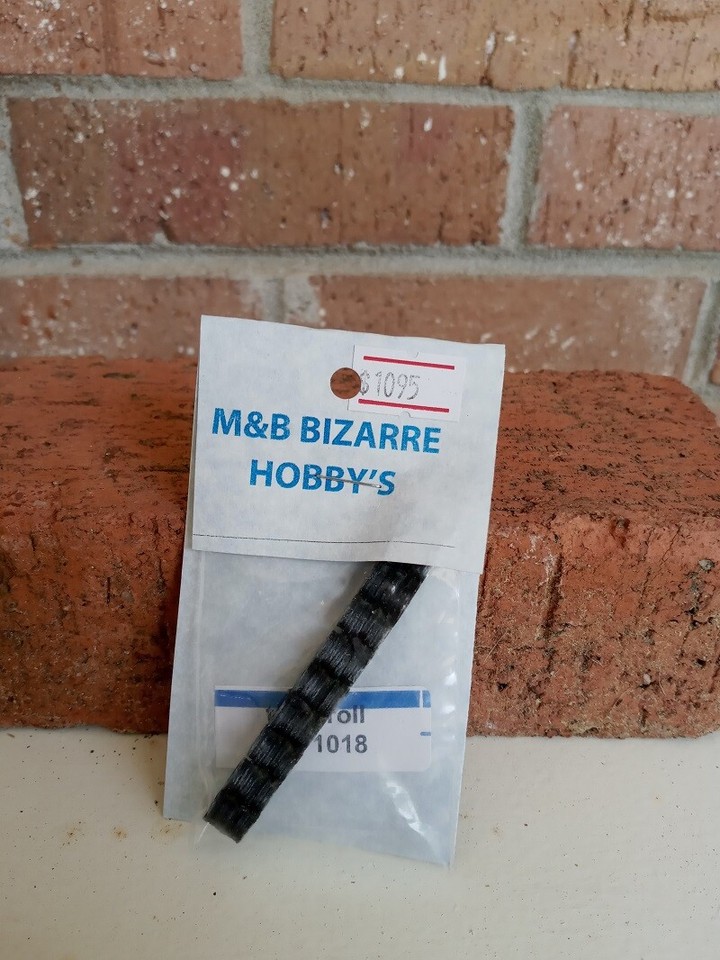 $1095
M&B BIZARRE
HOBBY'S
roll
1018